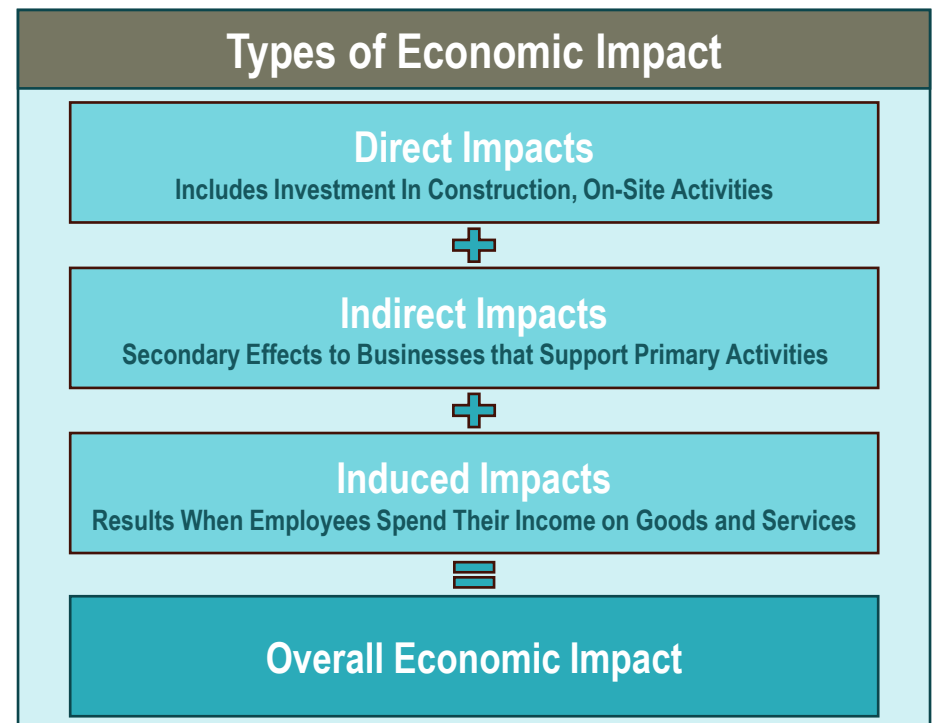 Types of Economic Impact
Direct Impacts
Includes Investment In Construction, On-Site Activities
Indirect Impacts
Secondary Effects to Businesses that Support Primary Activities
Induced Impacts
Results When Employees Spend Their Income on Goods and Services
Overall Economic Impact